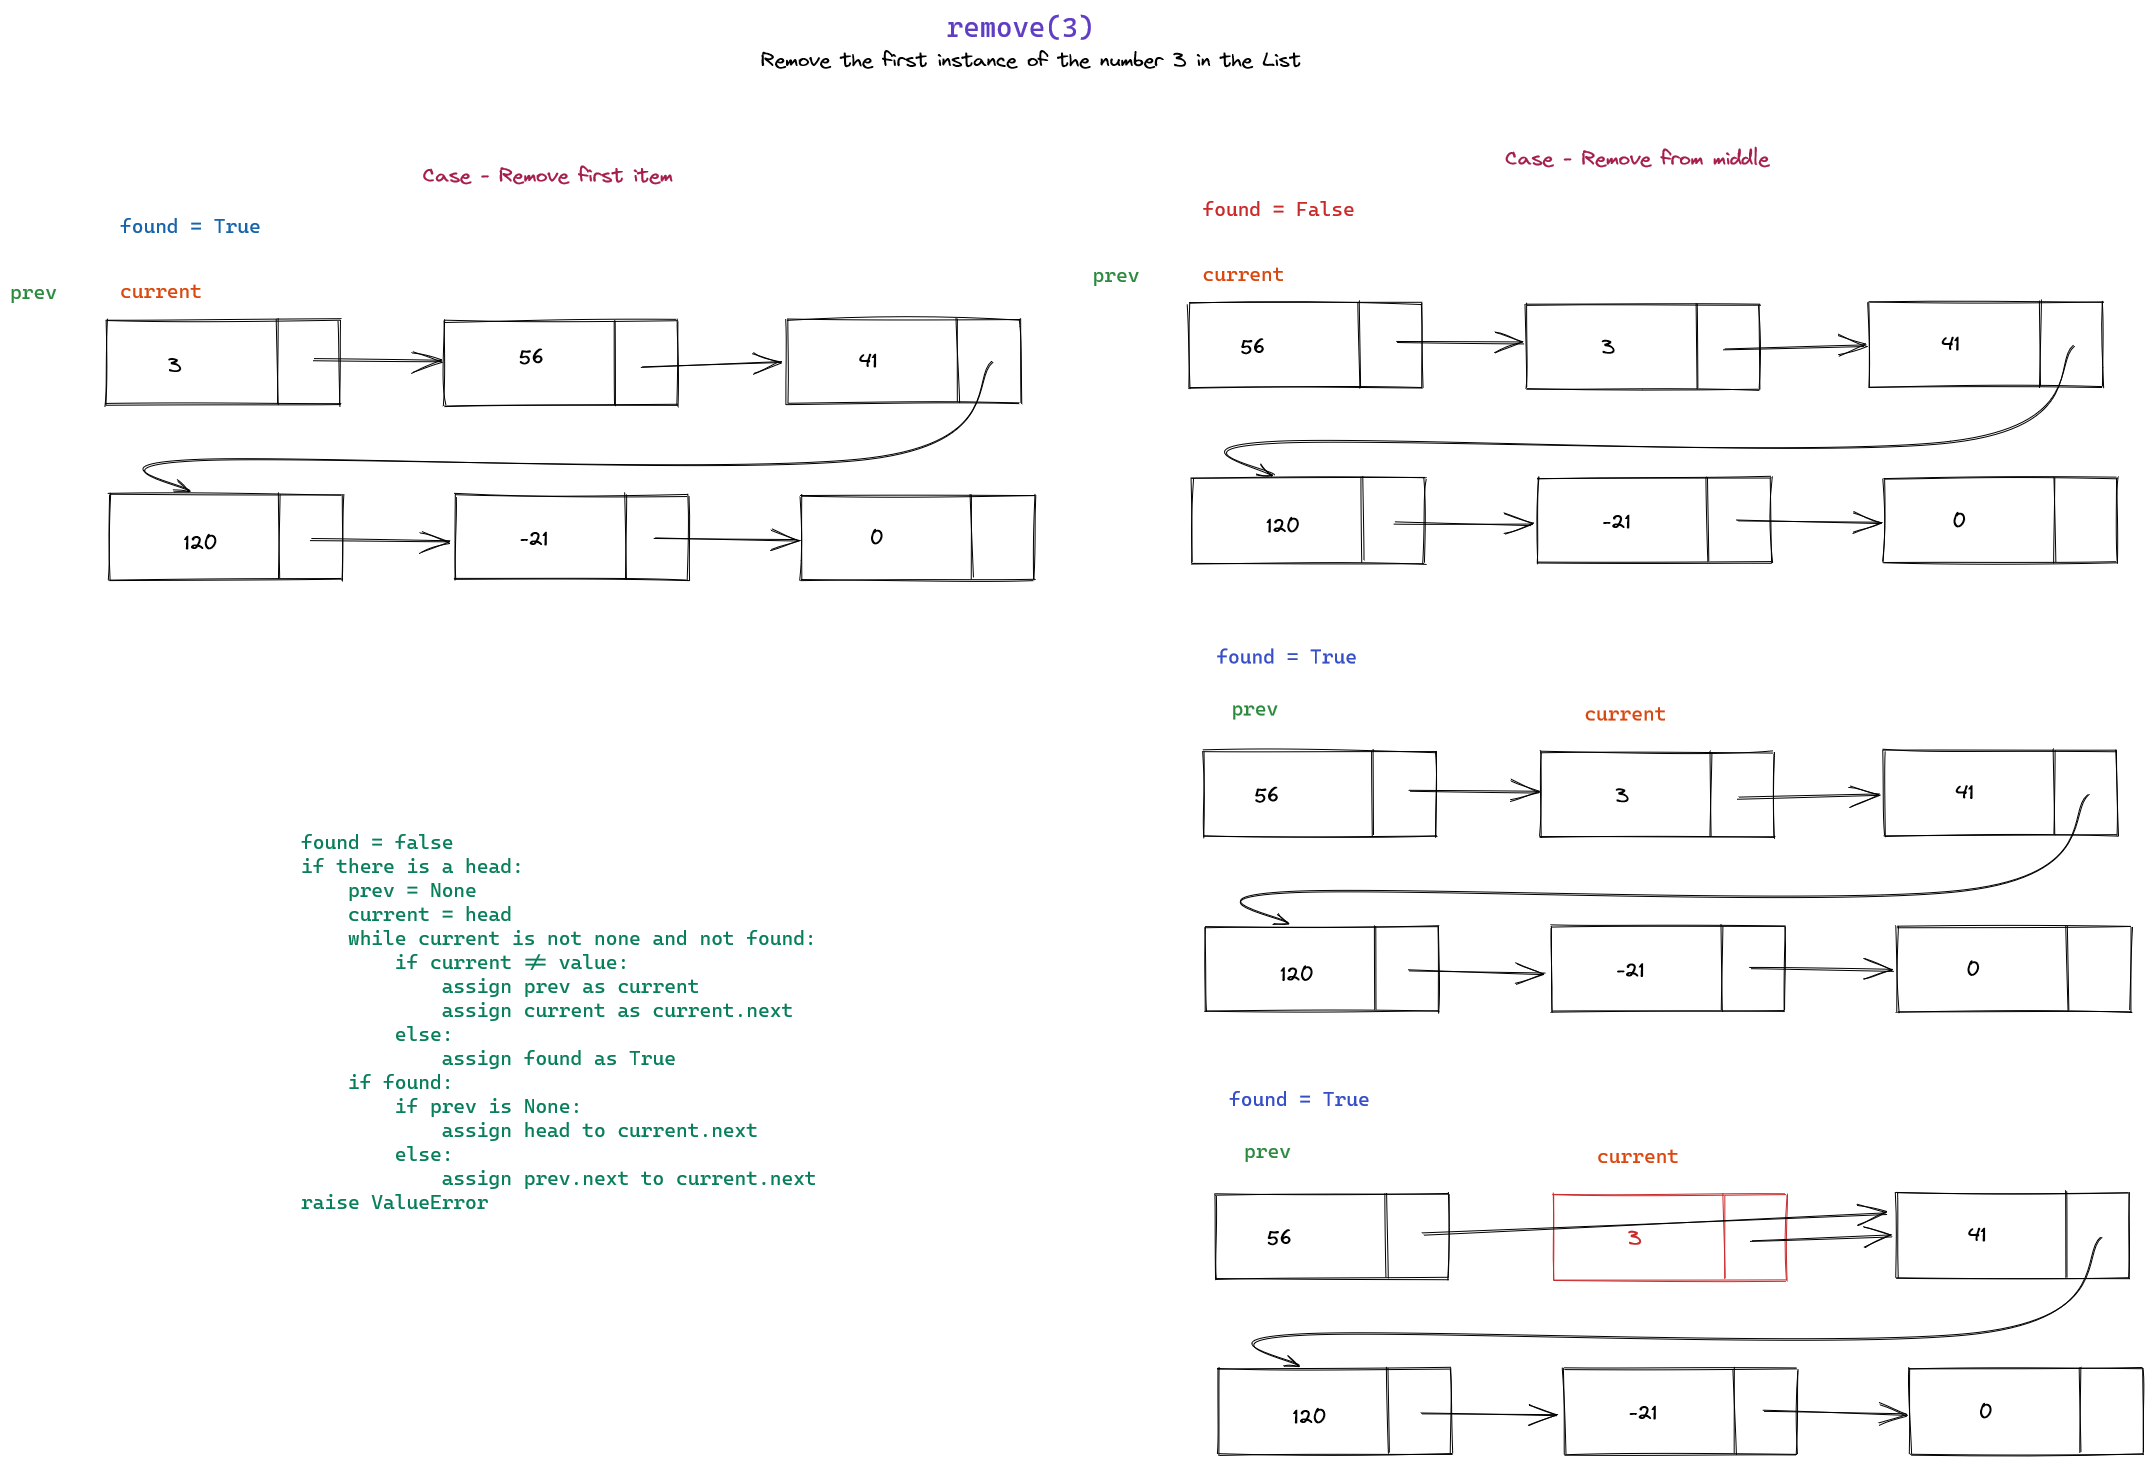 remove(3)
Remove the first instance of the number 3 in the List
Case - Remove first item
found = True
prev current
3 56 41
120 -21 0
found = false
if there is a head:
    prev = None
    current = head
    while current is not none and not found:
        if current ≠ value:
            assign prev as current
            assign current as current.next
        else:
            assign found as True
    if found:
        if prev is None:
            assign head to current.next
        else:
            assign prev.next to current.next
raise ValueError
Case - Remove from middle
found = False
prev current
56 3 41
120 -21 0
found = True
prev current
56 3 41
120 -21 0
found = True
prev current
56 3 41
120 -21 0